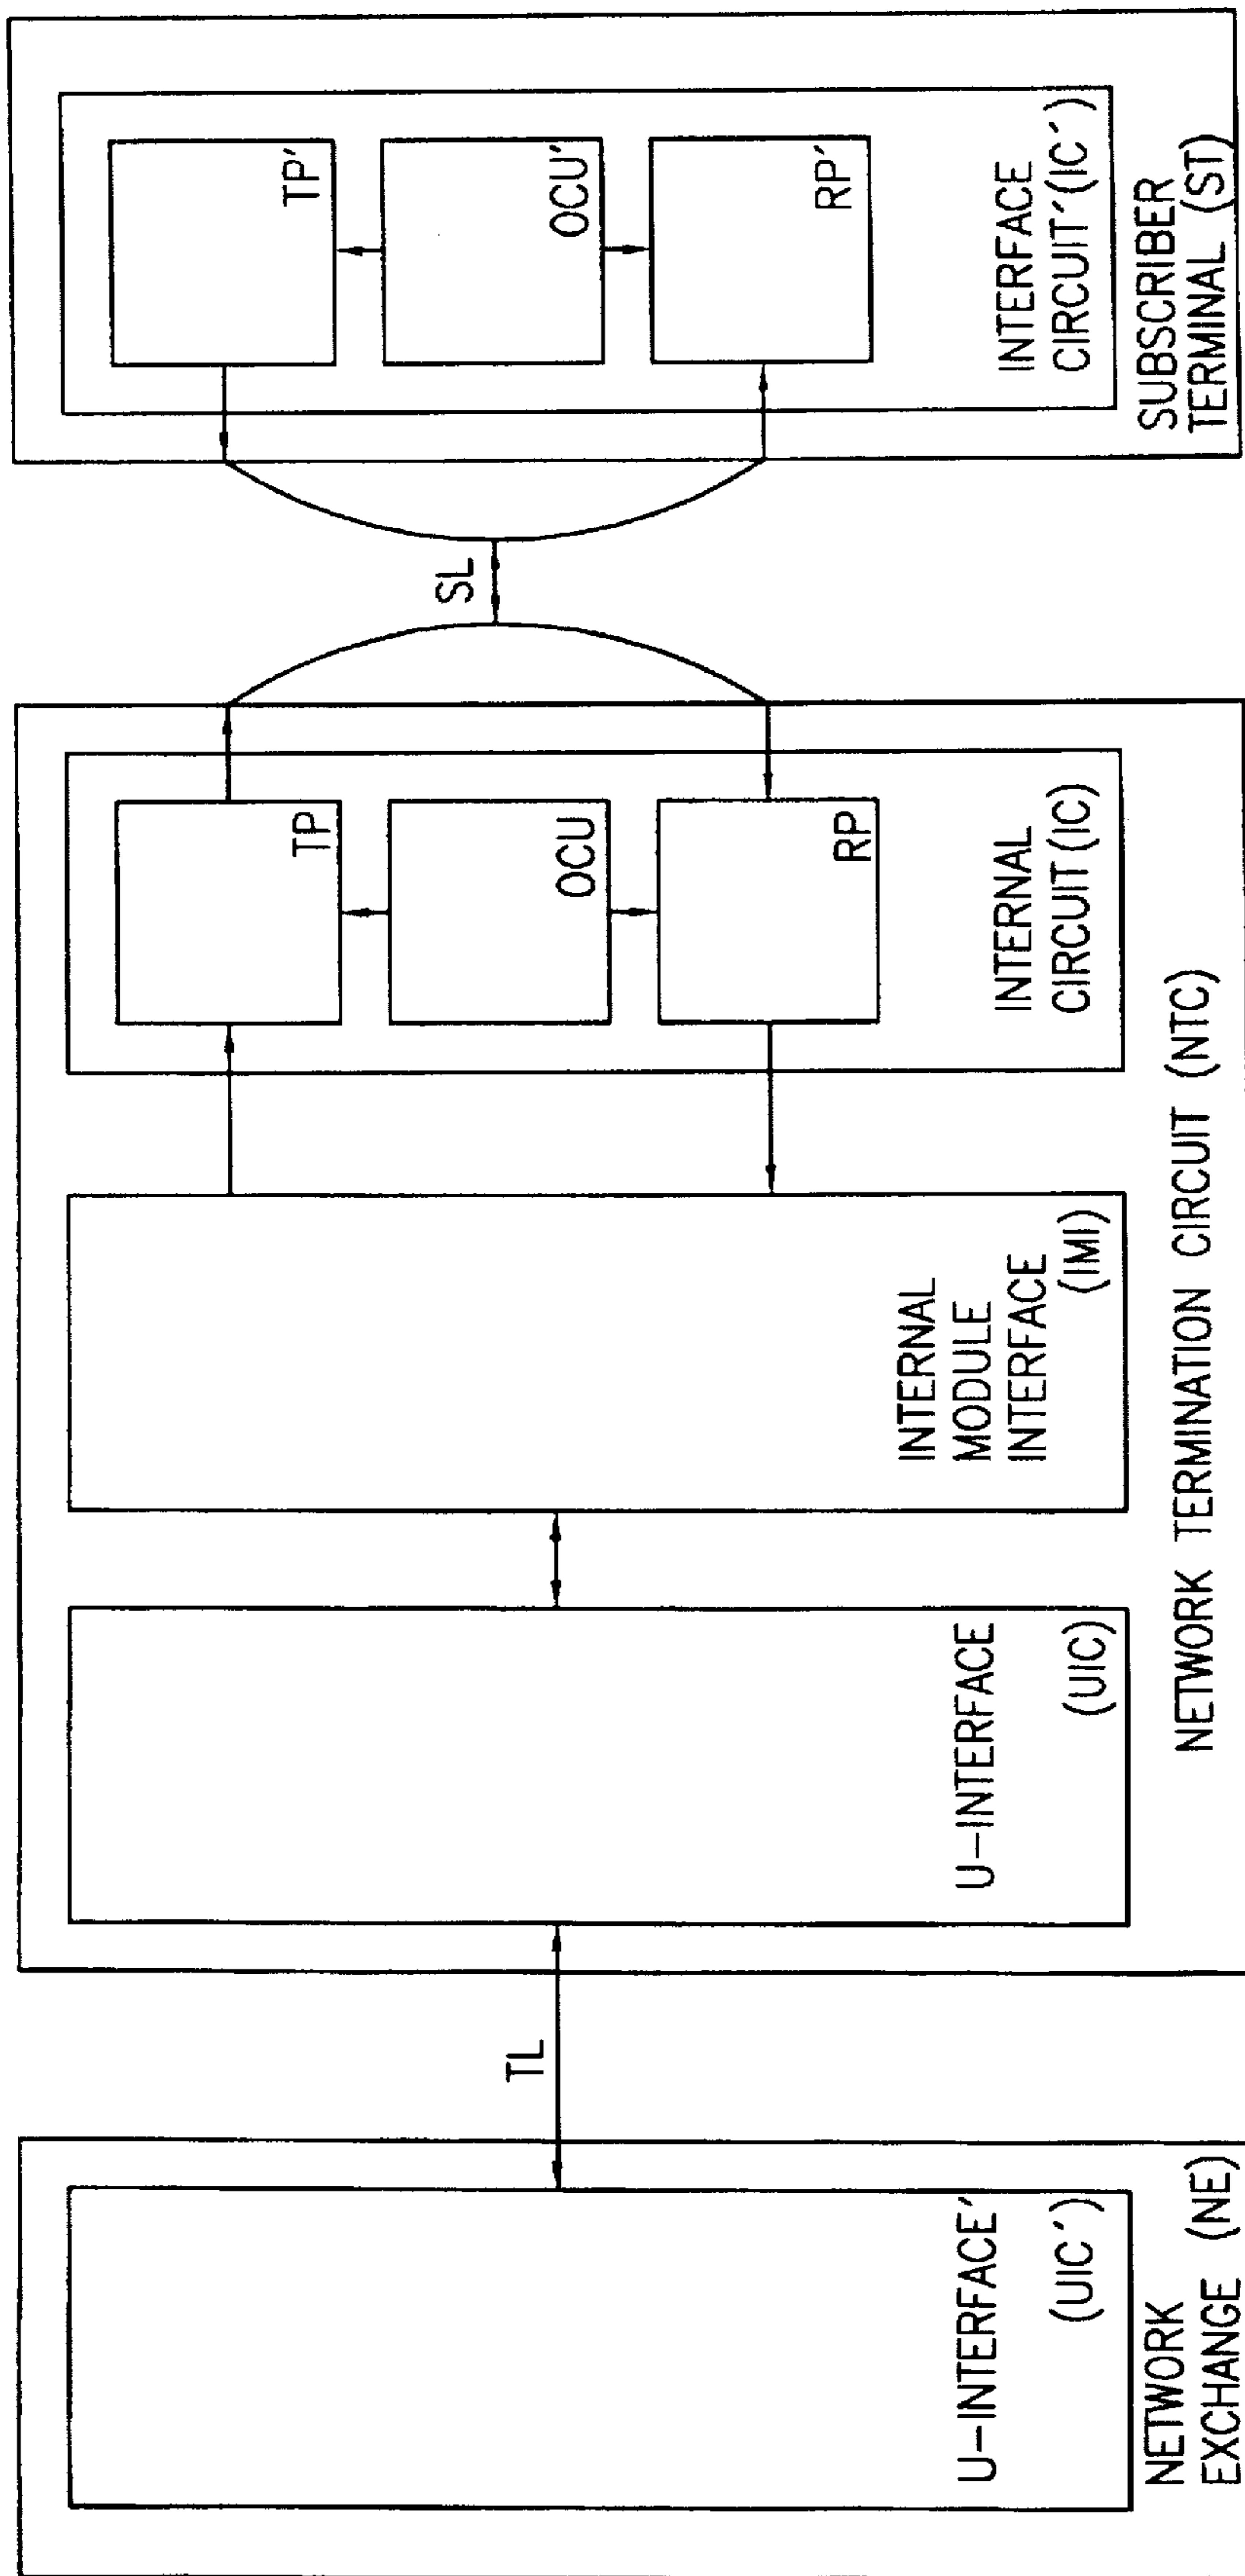 U-INTERFACE′
(UIC′)
NETWORK
EXCHANGE (NE)
TL
U-INTERFACE
(UIC)
INTERNAL
MODULE
INTERFACE
(IMI)
TP
OCU
RP
INTERNAL
CIRCUIT (IC)
NETWORK TERMINATION CIRCUIT (NTC)
SL
TP′
OCU′
RP′
INTERFACE
CIRCUIT′(IC′)
SUBSCRIBER
TERMINAL (ST)